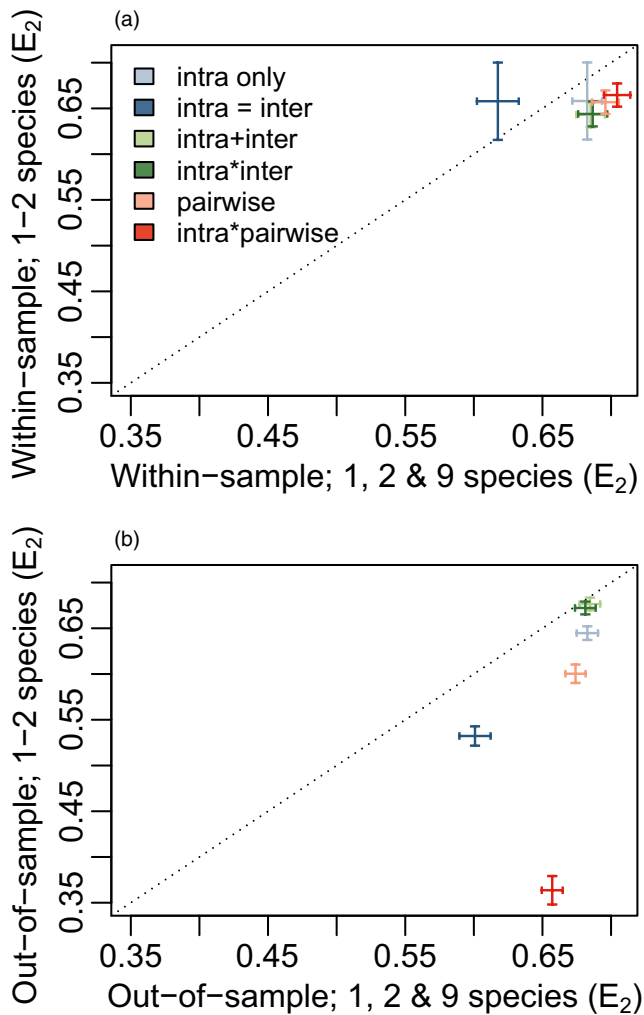 (a)
Within−sample; 1−2 species (E₂)
0.65
0.55
0.45
0.35
intra only
intra = inter
intra+inter
intra*inter
pairwise
intra*pairwise
0.35 0.45 0.55 0.65
Within−sample; 1, 2 & 9 species (E₂)
(b)
Out−of−sample; 1−2 species (E₂)
0.65
0.55
0.45
0.35
0.35 0.45 0.55 0.65
Out−of−sample; 1, 2 & 9 species (E₂)